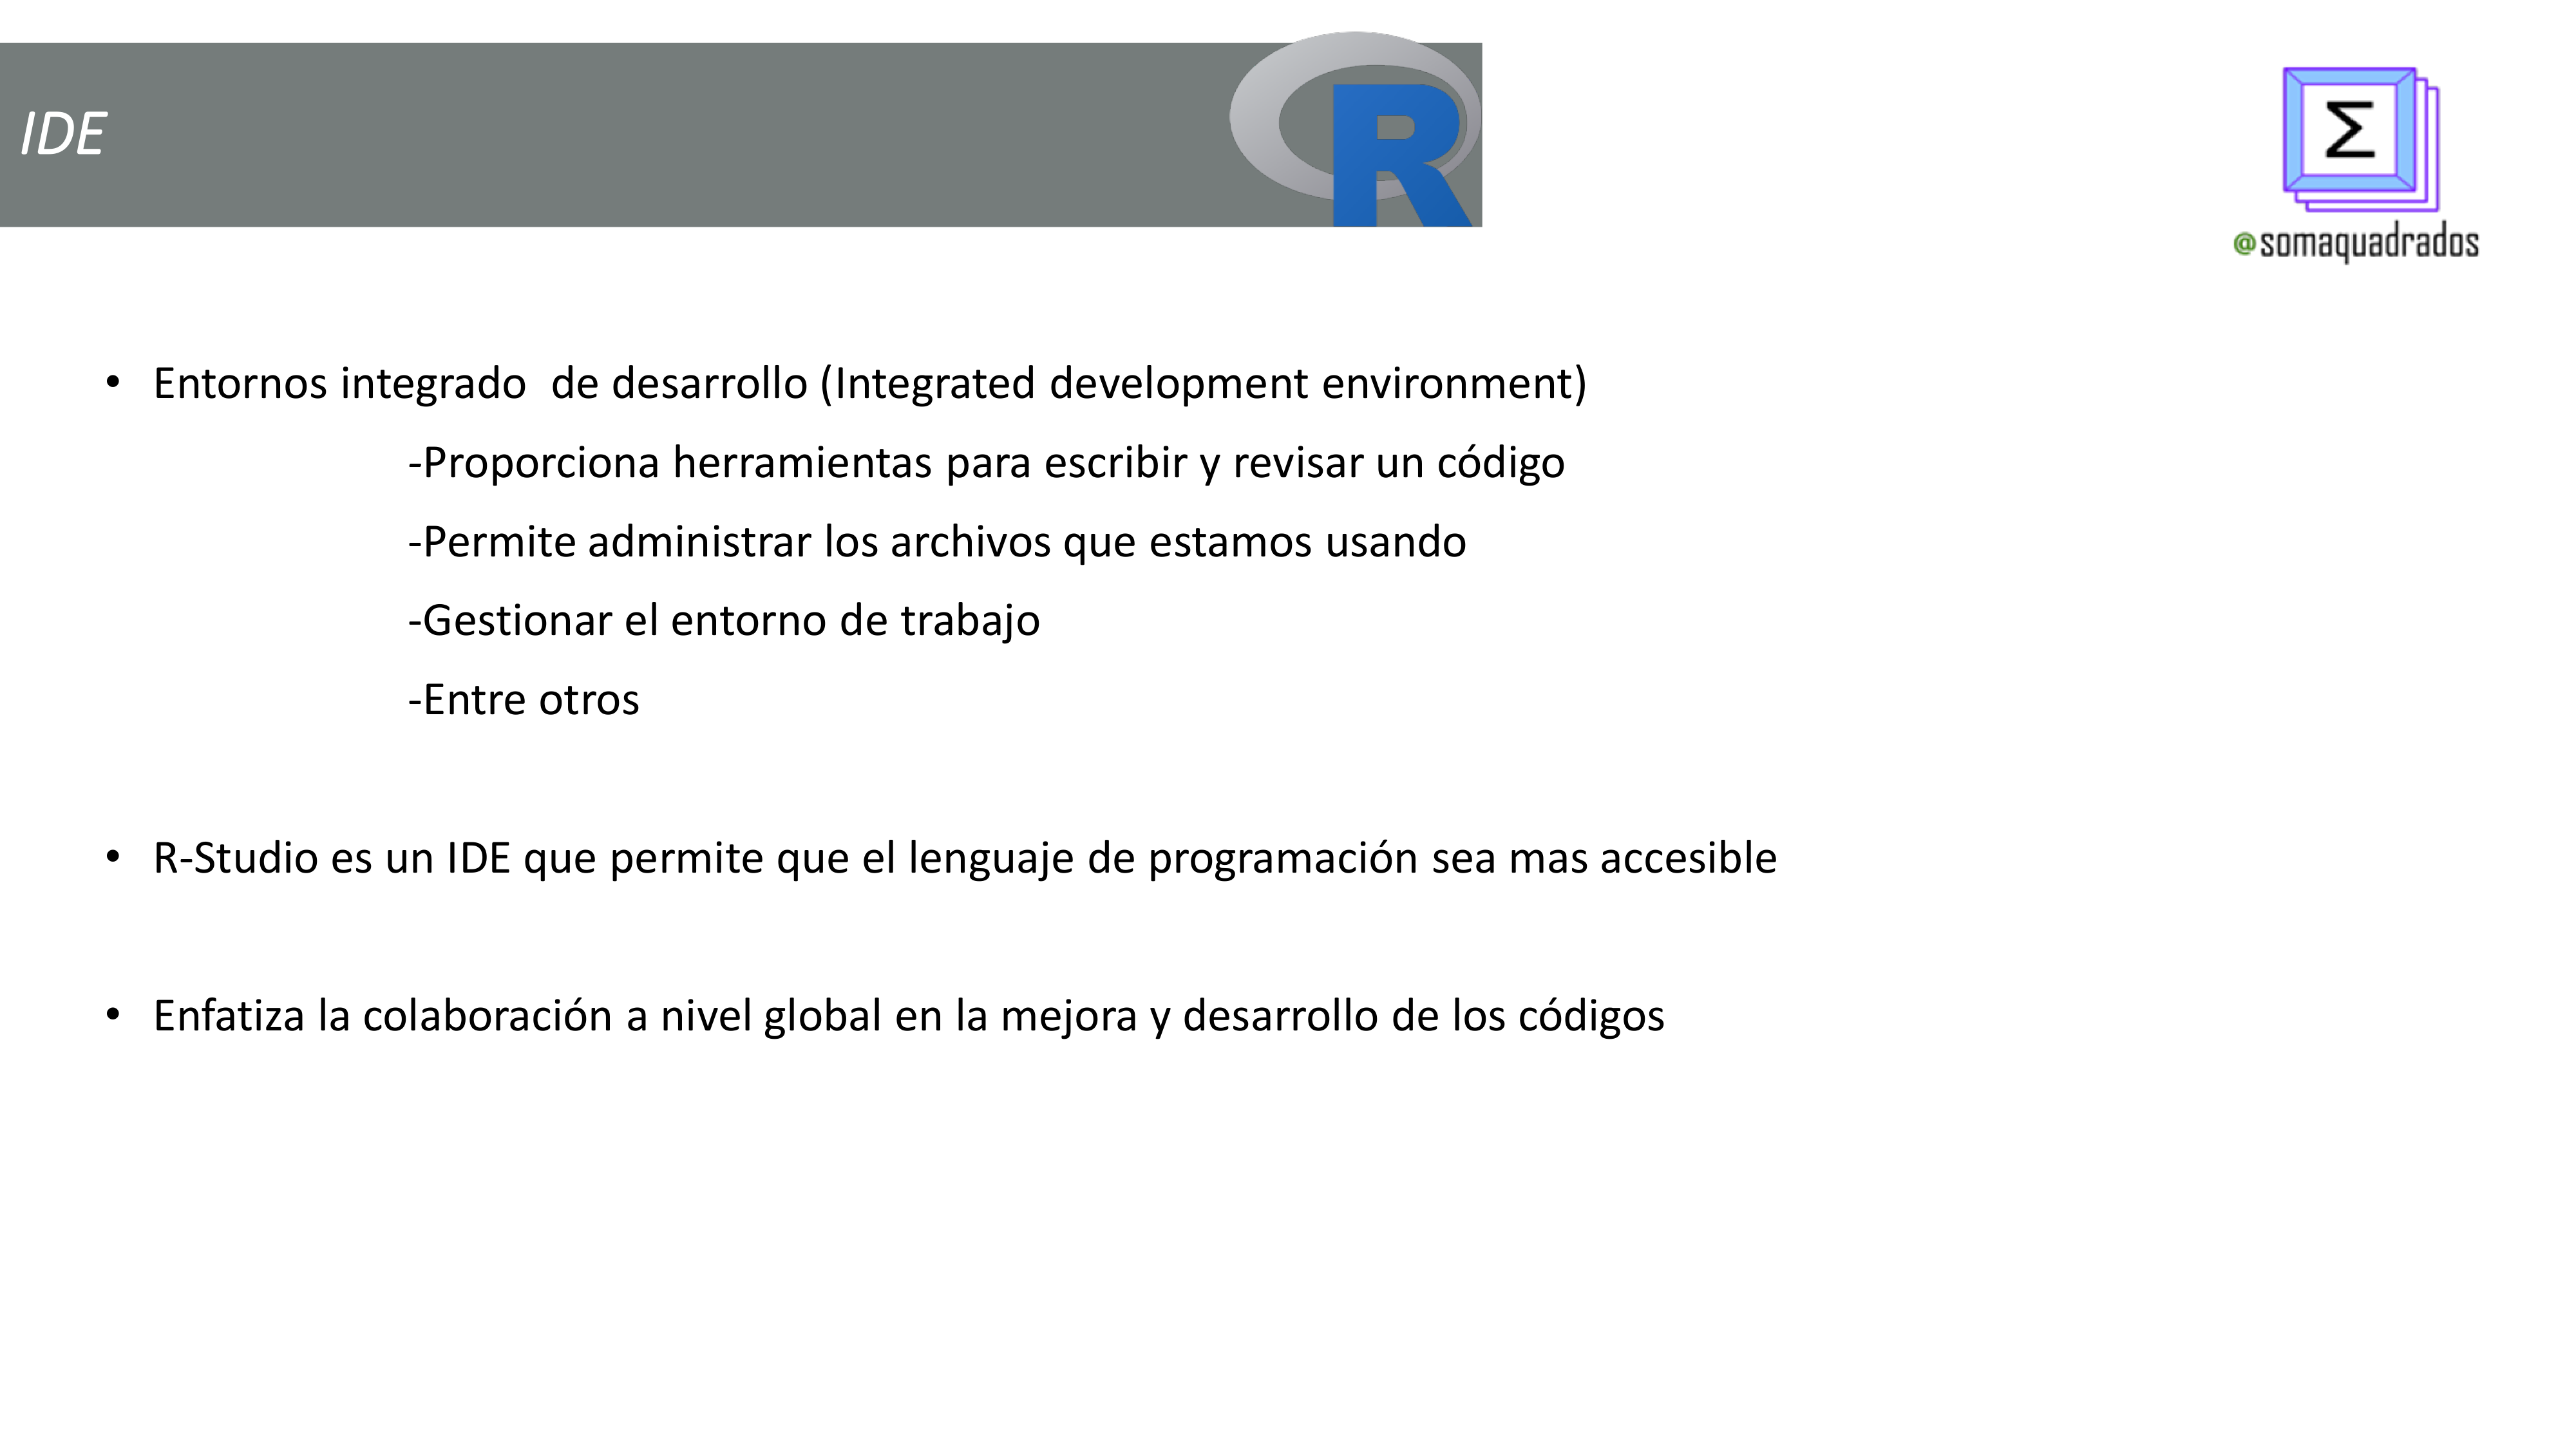 IDE
R
Σ
@somaquadrados
• Entornos integrado  de desarrollo (Integrated development environment)
-Proporciona herramientas para escribir y revisar un código
-Permite administrar los archivos que estamos usando
-Gestionar el entorno de trabajo
-Entre otros
• R-Studio es un IDE que permite que el lenguaje de programación sea mas accesible
• Enfatiza la colaboración a nivel global en la mejora y desarrollo de los códigos